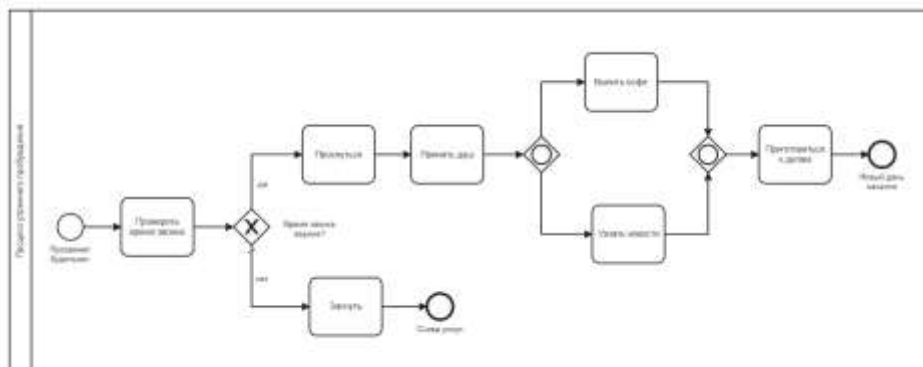 Процесс утреннего пробуждения
Прозвенел
будильник
Проверить
время звонка
да
нет
Время звонка
верное?
Проснуться
Принять душ
Выпить кофе
Узнать новости
Приготовиться
к делам
Новый день
начался
Заснуть
Снова уснул